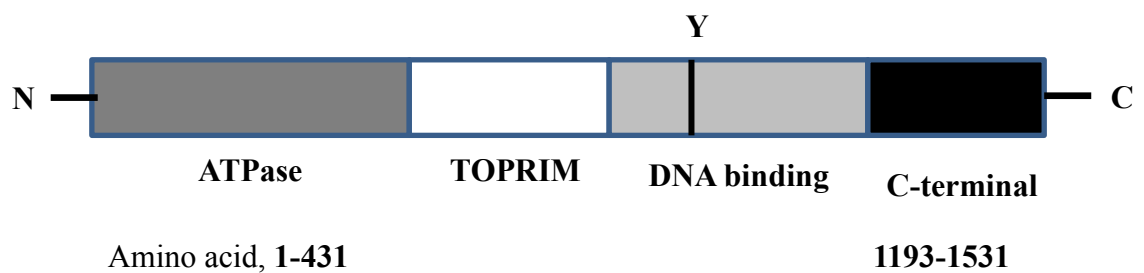 Y
N
C
ATPase
TOPRIM
DNA binding
C-terminal
Amino acid, 1-431
1193-1531